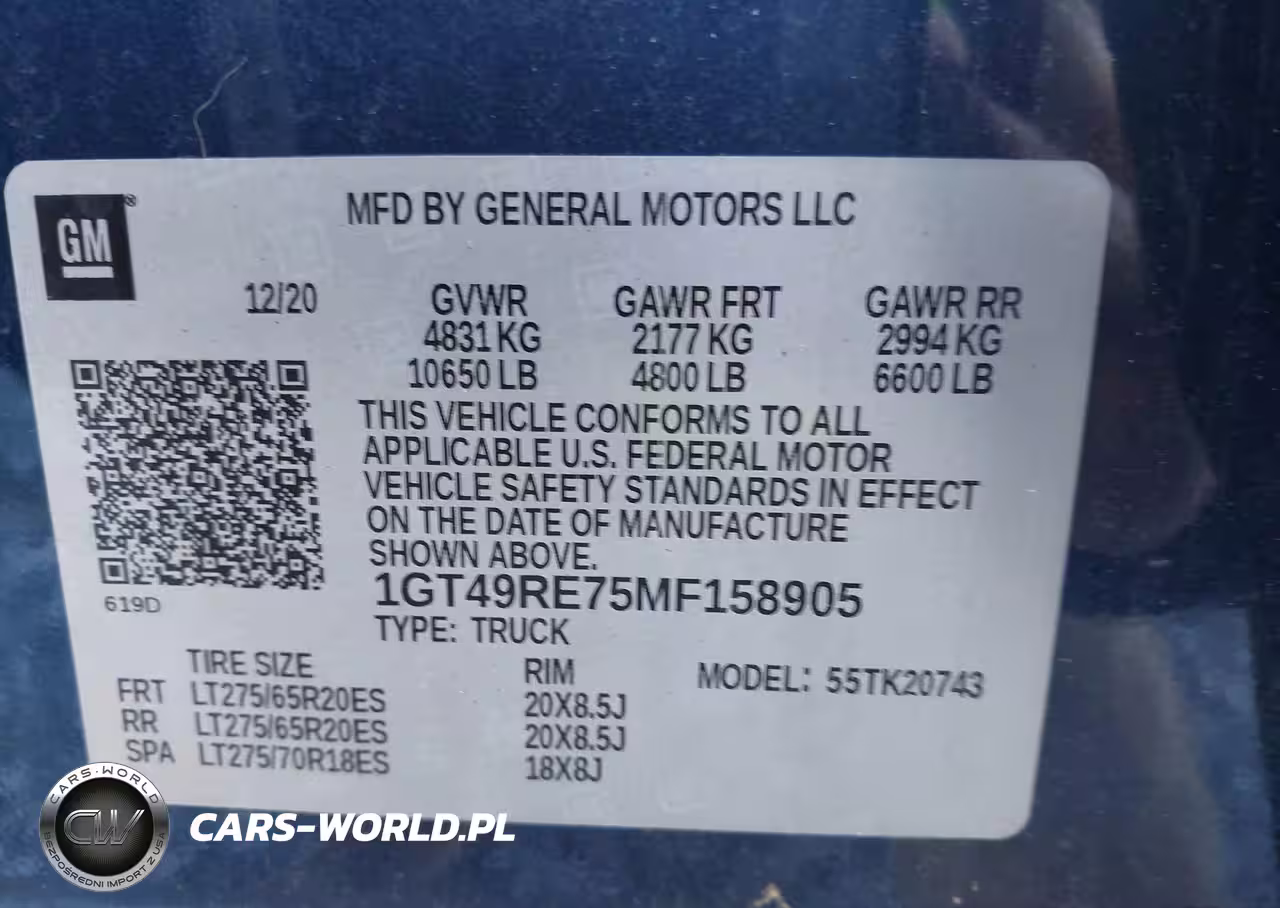 MFD BY GENERAL MOTORS LLC
GM ®
12/20 GVWR GAWR FRT GAWR RR
4831 KG 2177 KG 2994 KG
10650 LB 4800 LB 6600 LB
THIS VEHICLE CONFORMS TO ALL
APPLICABLE U.S. FEDERAL MOTOR
VEHICLE SAFETY STANDARDS IN EFFECT
ON THE DATE OF MANUFACTURE
SHOWN ABOVE.
1GT49RE75MF158905
619D
TYPE: TRUCK
TIRE SIZE RIM MODEL: 55TK20743
FRT LT275/65R20ES 20X8.5J
RR LT275/65R20ES 20X8.5J
SPA LT275/70R18ES 18X8J
CARS-WORLD
CW
BEZPOŚREDNI IMPORT Z USA
CARS-WORLD.PL